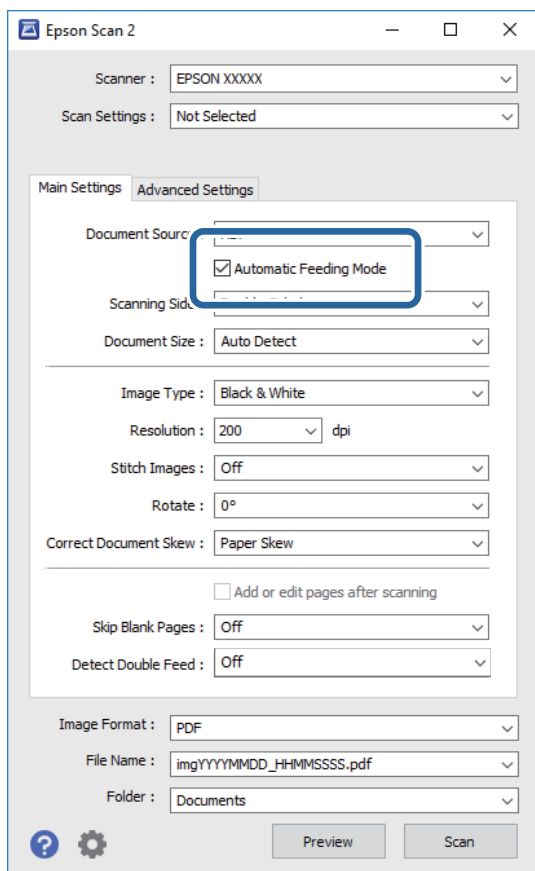 Epson Scan 2
Scanner : EPSON XXXXX
Scan Settings : Not Selected
Main Settings Advanced Settings
Document Sourc
Automatic Feeding Mode
Scanning Side
Document Size : Auto Detect
Image Type : Black & White
Resolution : 200 dpi
Stitch Images : Off
Rotate : 0°
Correct Document Skew : Paper Skew
Add or edit pages after scanning
Skip Blank Pages : Off
Detect Double Feed : Off
Image Format : PDF
File Name : imgYYYYMMDD_HHMMSSSS.pdf
Folder : Documents
? Preview Scan